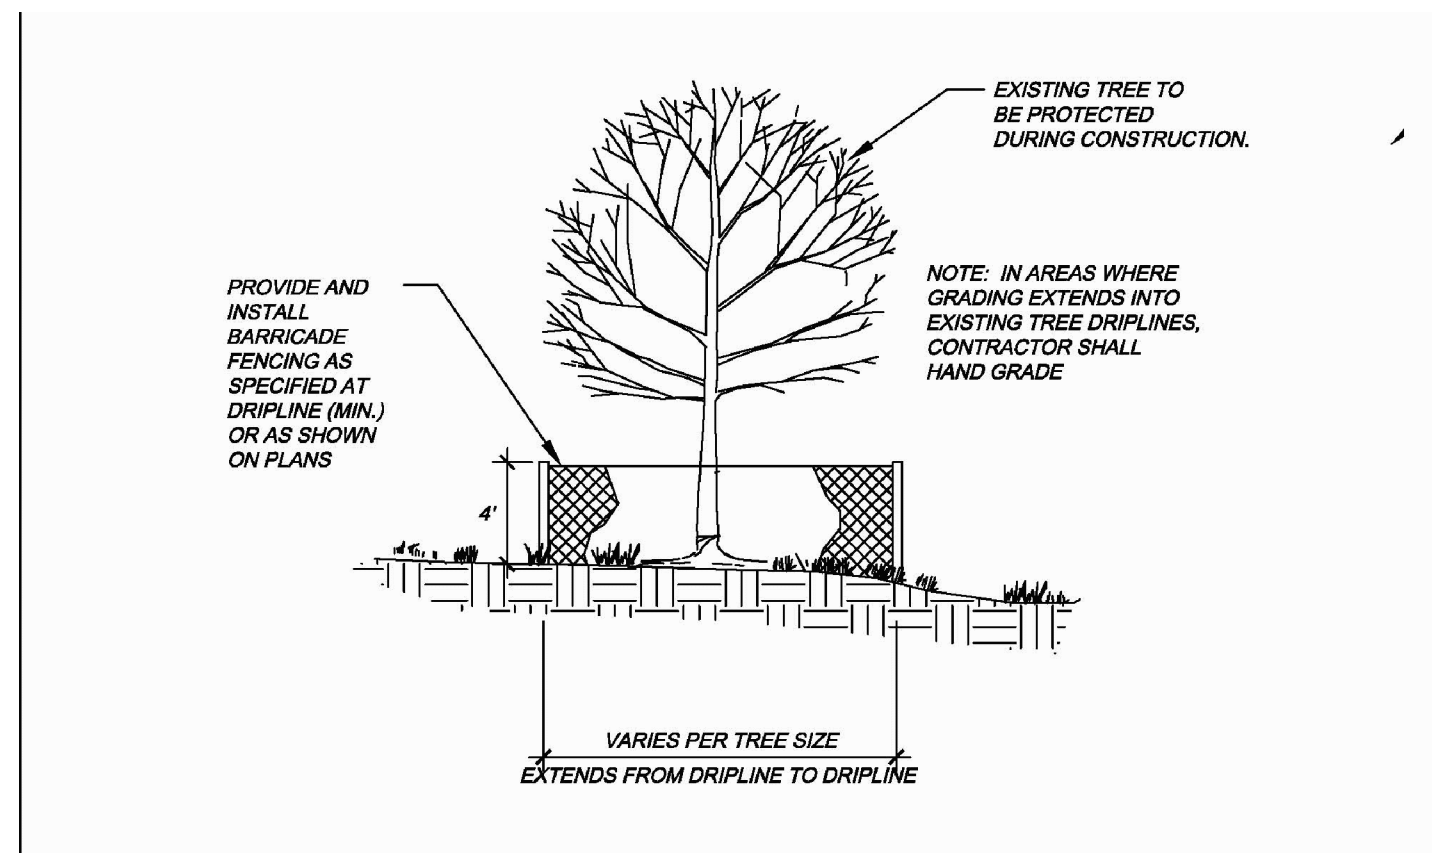 EXISTING TREE TO
BE PROTECTED
DURING CONSTRUCTION.
NOTE: IN AREAS WHERE
GRADING EXTENDS INTO
EXISTING TREE DRIPLINES,
CONTRACTOR SHALL
HAND GRADE
PROVIDE AND
INSTALL
BARRICADE
FENCING AS
SPECIFIED AT
DRIPLINE (MIN.)
OR AS SHOWN
ON PLANS
4'
VARIES PER TREE SIZE
EXTENDS FROM DRIPLINE TO DRIPLINE